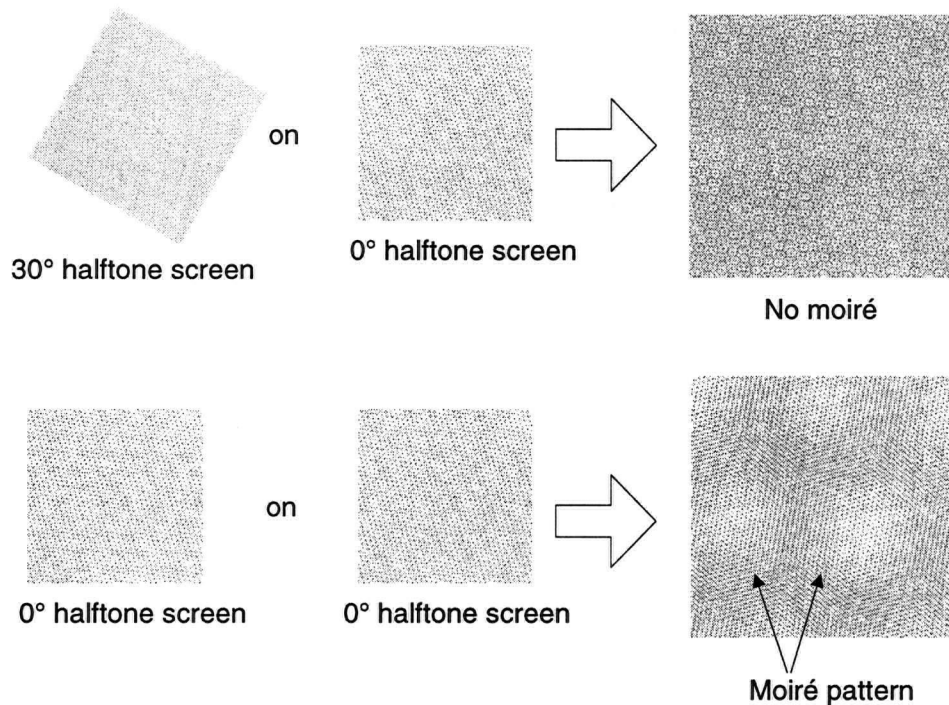 on
30° halftone screen
0° halftone screen
No moiré
on
0° halftone screen
0° halftone screen
Moiré pattern